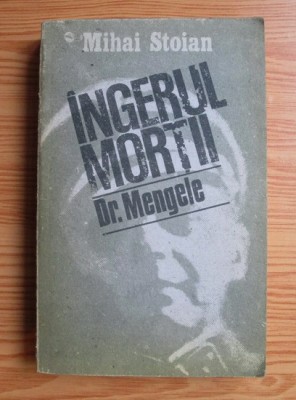 Mihai Stoian
ÎNGERUL
MORȚII
Dr. Mengele